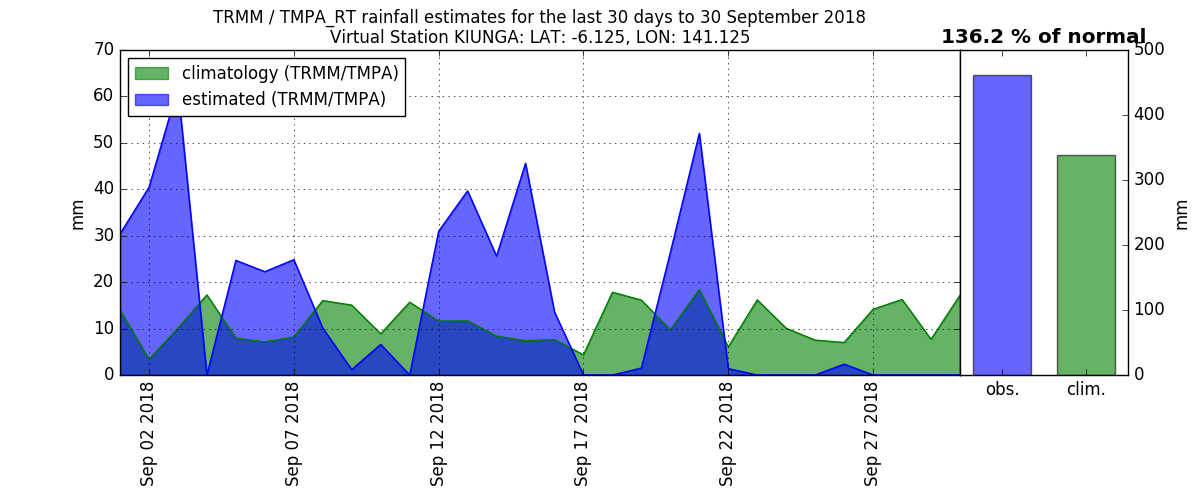 TRMM / TMPA_RT rainfall estimates for the last 30 days to 30 September 2018
Virtual Station KIUNGA: LAT: -6.125, LON: 141.125
136.2 % of normal
climatology (TRMM/TMPA)
estimated (TRMM/TMPA)
70
60
50
40
30
20
10
0
mm
Sep 02 2018
Sep 07 2018
Sep 12 2018
Sep 17 2018
Sep 22 2018
Sep 27 2018
500
400
300
200
100
0
mm
obs.
clim.